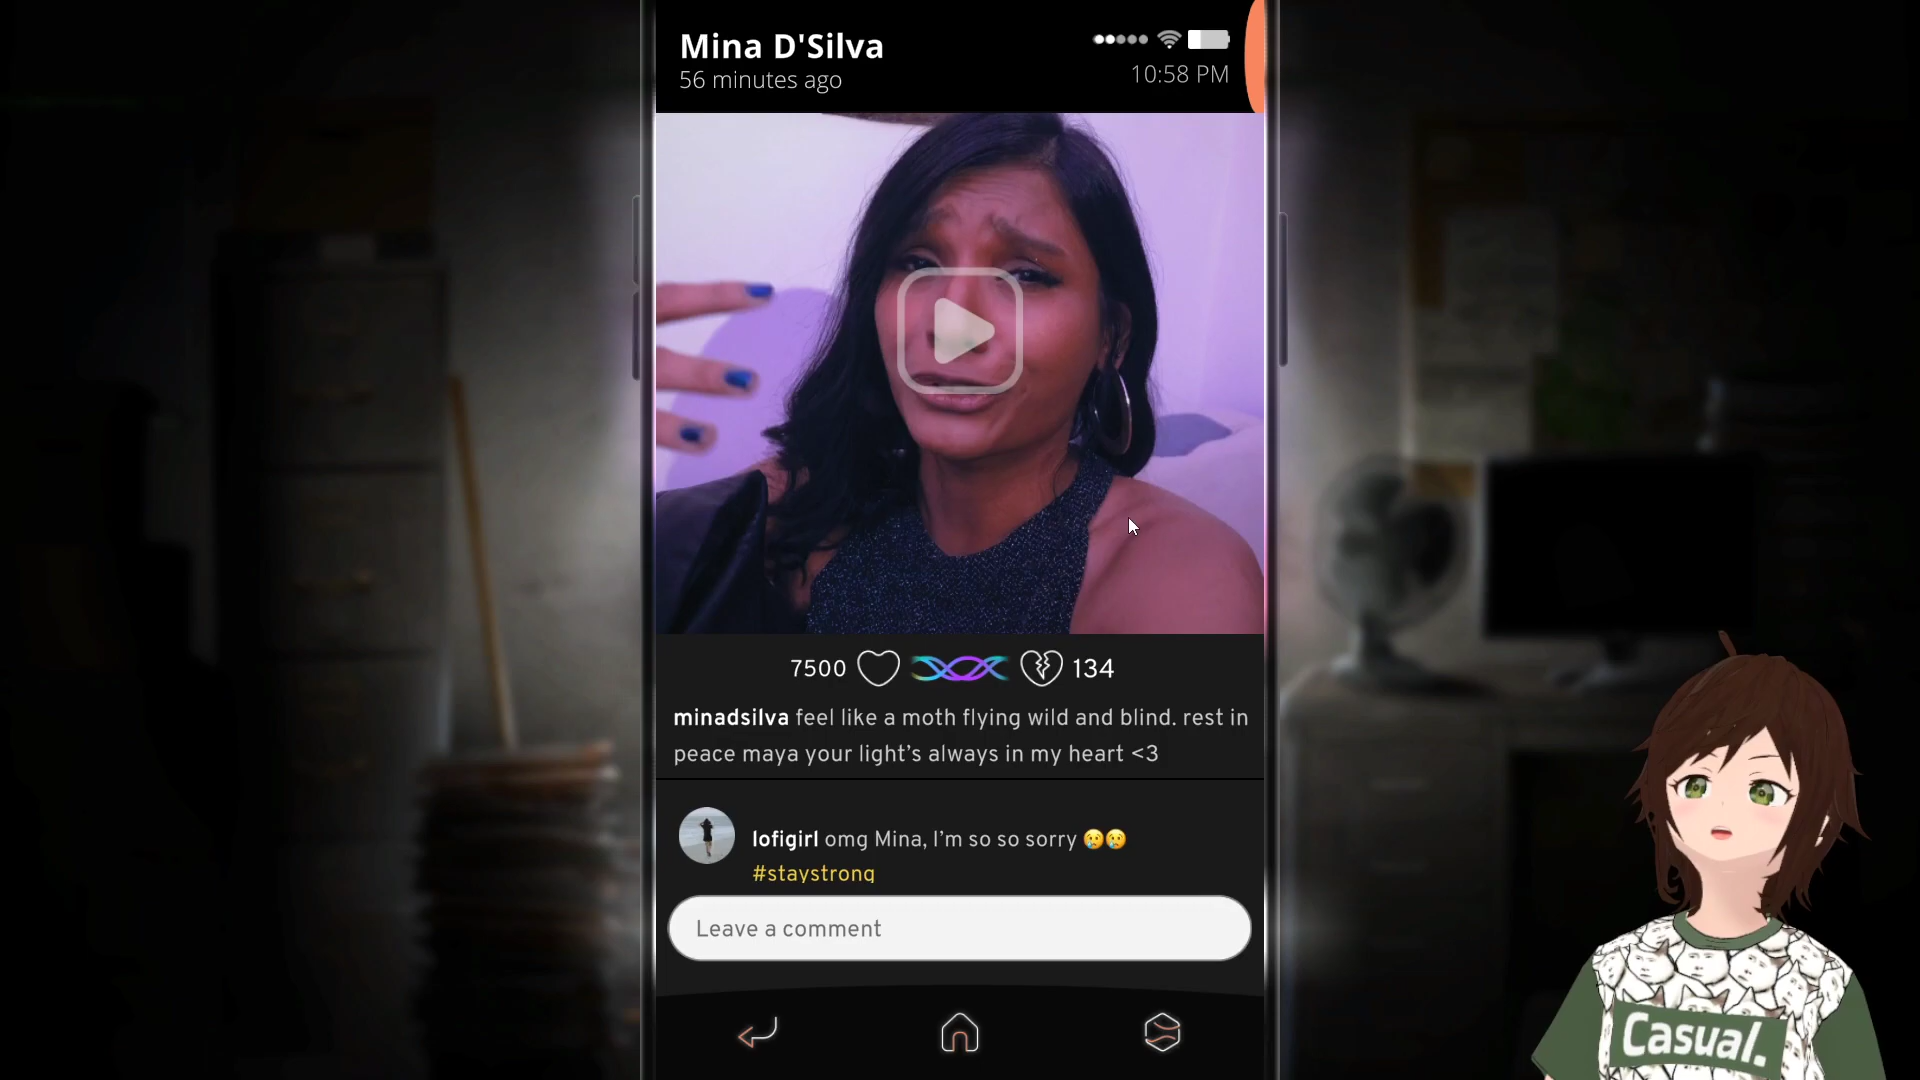 Mina D'Silva
56 minutes ago
10:58 PM
7500
134
minadsilva feel like a moth flying wild and blind. rest in
peace maya your light’s always in my heart <3
lofigirl omg Mina, I’m so so sorry 😢😢
#staystrong
Leave a comment
Casual.